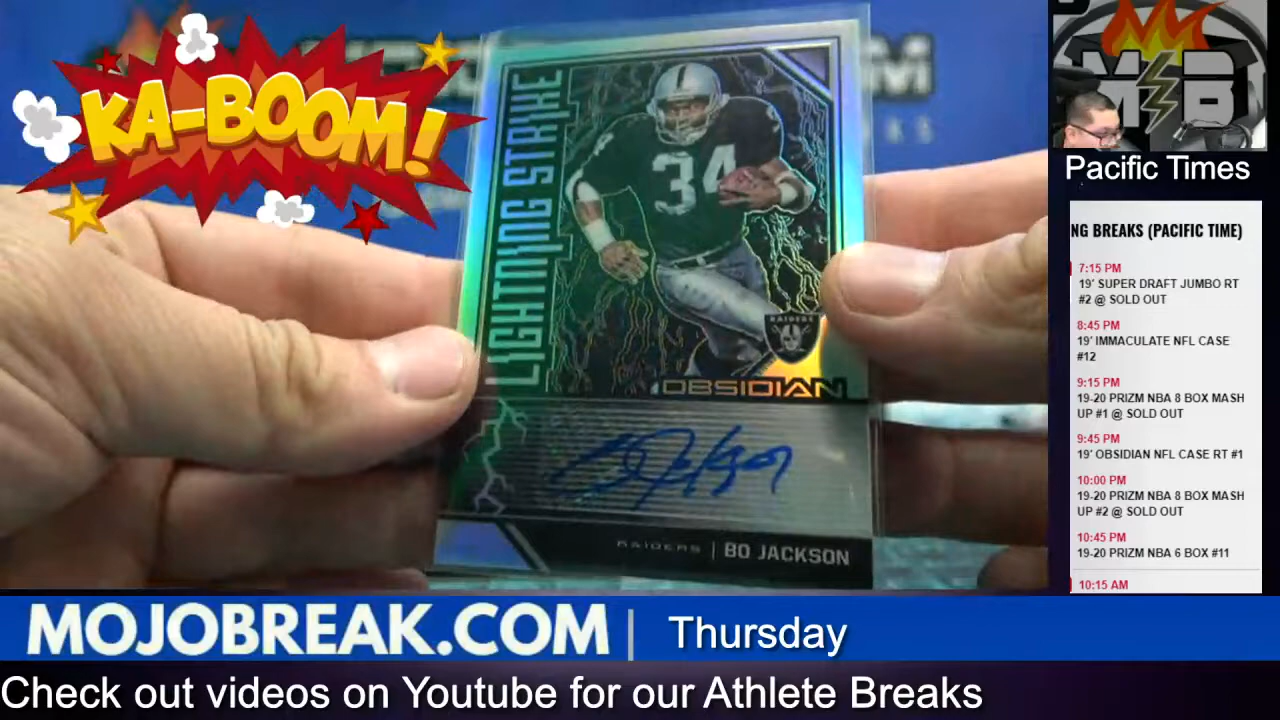 KA-BOOM!
LIGHTNING STRIKE
34
RAIDERS
OBSIDIAN
Bo Jackson
RAIDERS | BO JACKSON
M B
Pacific Times
NG BREAKS (PACIFIC TIME)
7:15 PM
19' SUPER DRAFT JUMBO RT
#2 @ SOLD OUT
8:45 PM
19' IMMACULATE NFL CASE
#12
9:15 PM
19-20 PRIZM NBA 8 BOX MASH
UP #1 @ SOLD OUT
9:45 PM
19' OBSIDIAN NFL CASE RT #1
10:00 PM
19-20 PRIZM NBA 8 BOX MASH
UP #2 @ SOLD OUT
10:45 PM
19-20 PRIZM NBA 6 BOX #11
10:15 AM
MOJOBREAK.COM | Thursday
Check out videos on Youtube for our Athlete Breaks